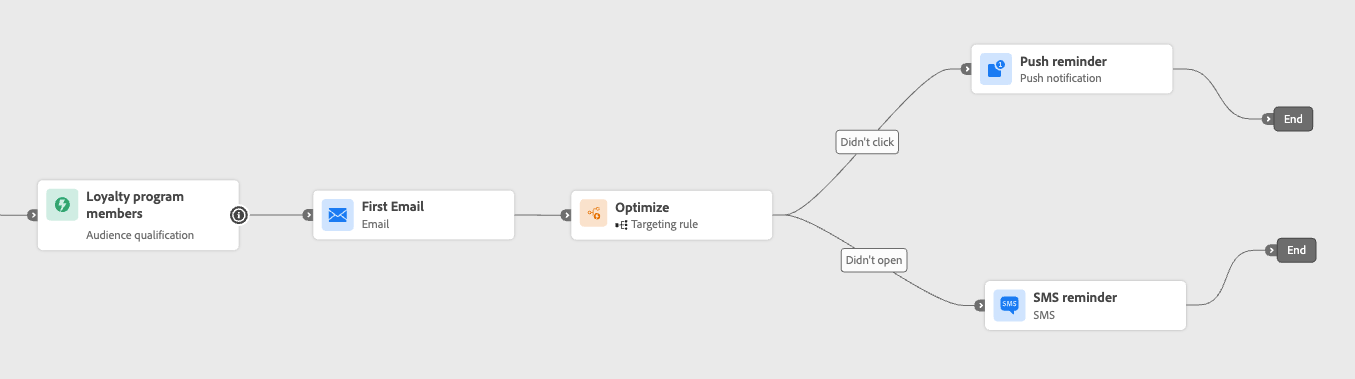 Loyalty program
members
Audience qualification
First Email
Email
Optimize
Targeting rule
Didn't click
Push reminder
Push notification
1
End
Didn't open
SMS reminder
SMS
SMS
End